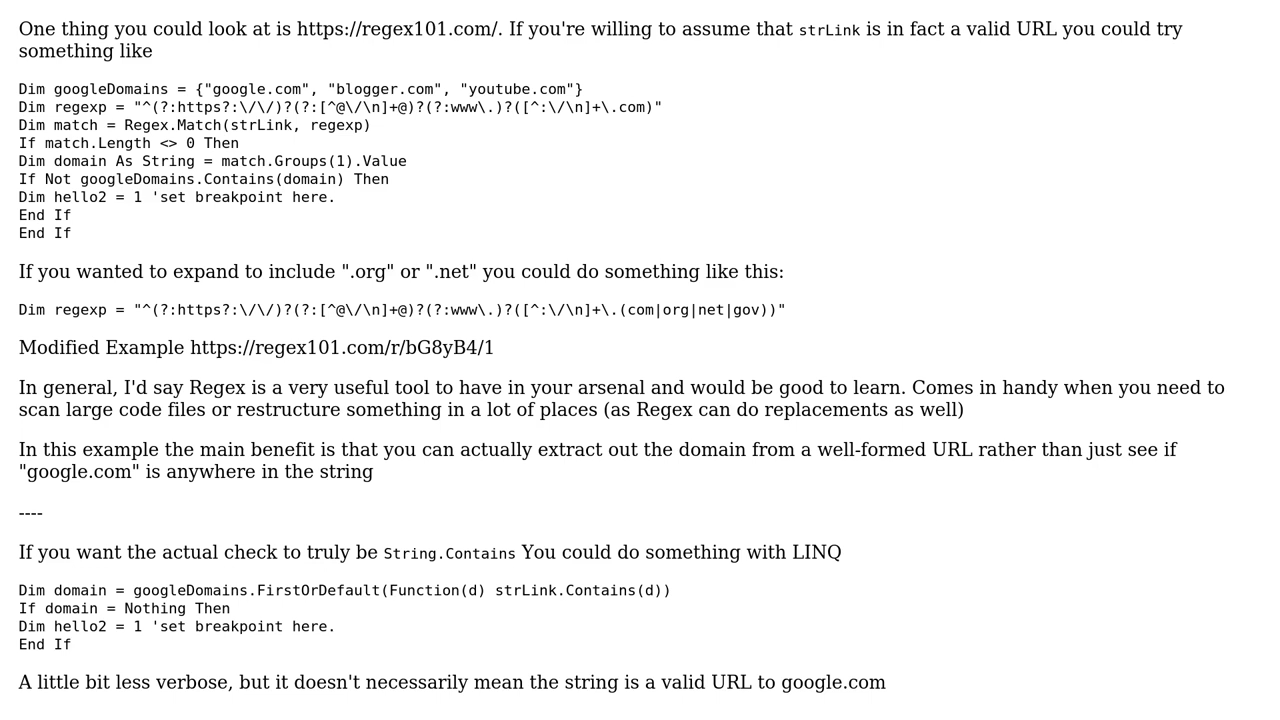 One thing you could look at is https://regex101.com/. If you're willing to assume that strLink is in fact a valid URL you could try
something like
Dim googleDomains = {"google.com", "blogger.com", "youtube.com"}
Dim regexp = "^(?:https?:\/\/)?(?:[^@\/\n]+@)?(?:www\.)?([^:\/\n]+\.com)"
Dim match = Regex.Match(strLink, regexp)
If match.Length <> 0 Then
Dim domain As String = match.Groups(1).Value
If Not googleDomains.Contains(domain) Then
Dim hello2 = 1 'set breakpoint here.
End If
End If
If you wanted to expand to include ".org" or ".net" you could do something like this:
Dim regexp = "^(?:https?:\/\/)?(?:[^@\/\n]+@)?(?:www\.)?([^:\/\n]+\.(com|org|net|gov))"
Modified Example https://regex101.com/r/bG8yB4/1
In general, I'd say Regex is a very useful tool to have in your arsenal and would be good to learn. Comes in handy when you need to
scan large code files or restructure something in a lot of places (as Regex can do replacements as well)
In this example the main benefit is that you can actually extract out the domain from a well-formed URL rather than just see if
"google.com" is anywhere in the string
----
If you want the actual check to truly be String.Contains You could do something with LINQ
Dim domain = googleDomains.FirstOrDefault(Function(d) strLink.Contains(d))
If domain = Nothing Then
Dim hello2 = 1 'set breakpoint here.
End If
A little bit less verbose, but it doesn't necessarily mean the string is a valid URL to google.com